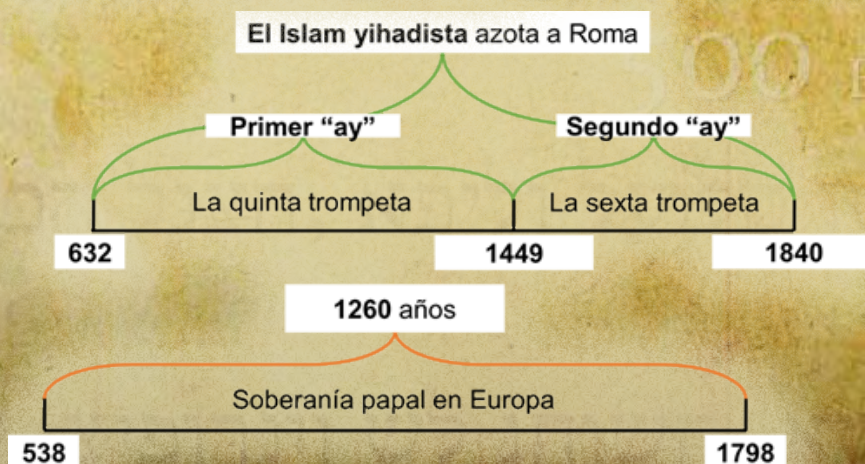 El Islam yihadista azota a Roma
500
Primer “ay”
Segundo “ay”
La quinta trompeta
La sexta trompeta
632
1449
1840
1260 años
Soberanía papal en Europa
538
1798